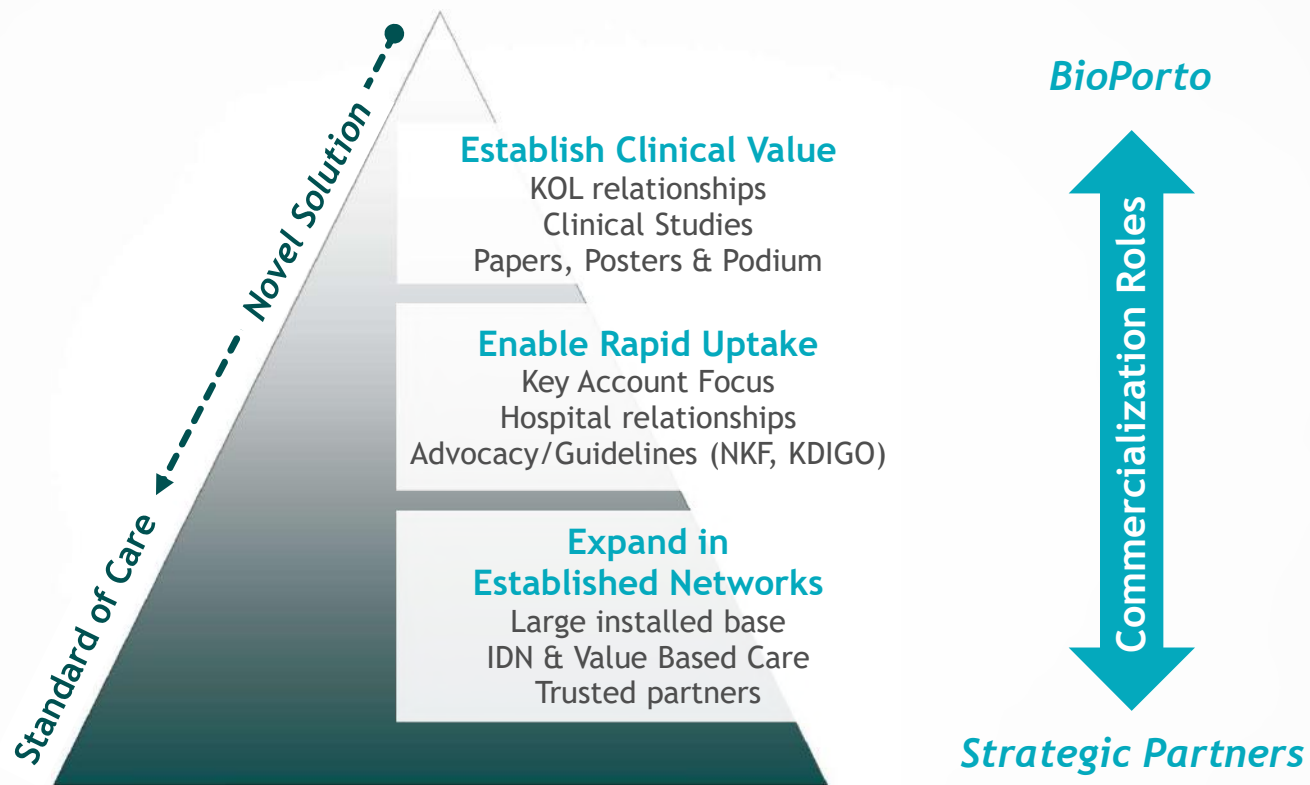 Novel Solution
Standard of Care
Establish Clinical Value
KOL relationships
Clinical Studies
Papers, Posters & Podium
Enable Rapid Uptake
Key Account Focus
Hospital relationships
Advocacy/Guidelines (NKF, KDIGO)
Expand in
Established Networks
Large installed base
IDN & Value Based Care
Trusted partners
BioPorto
Commercialization Roles
Strategic Partners